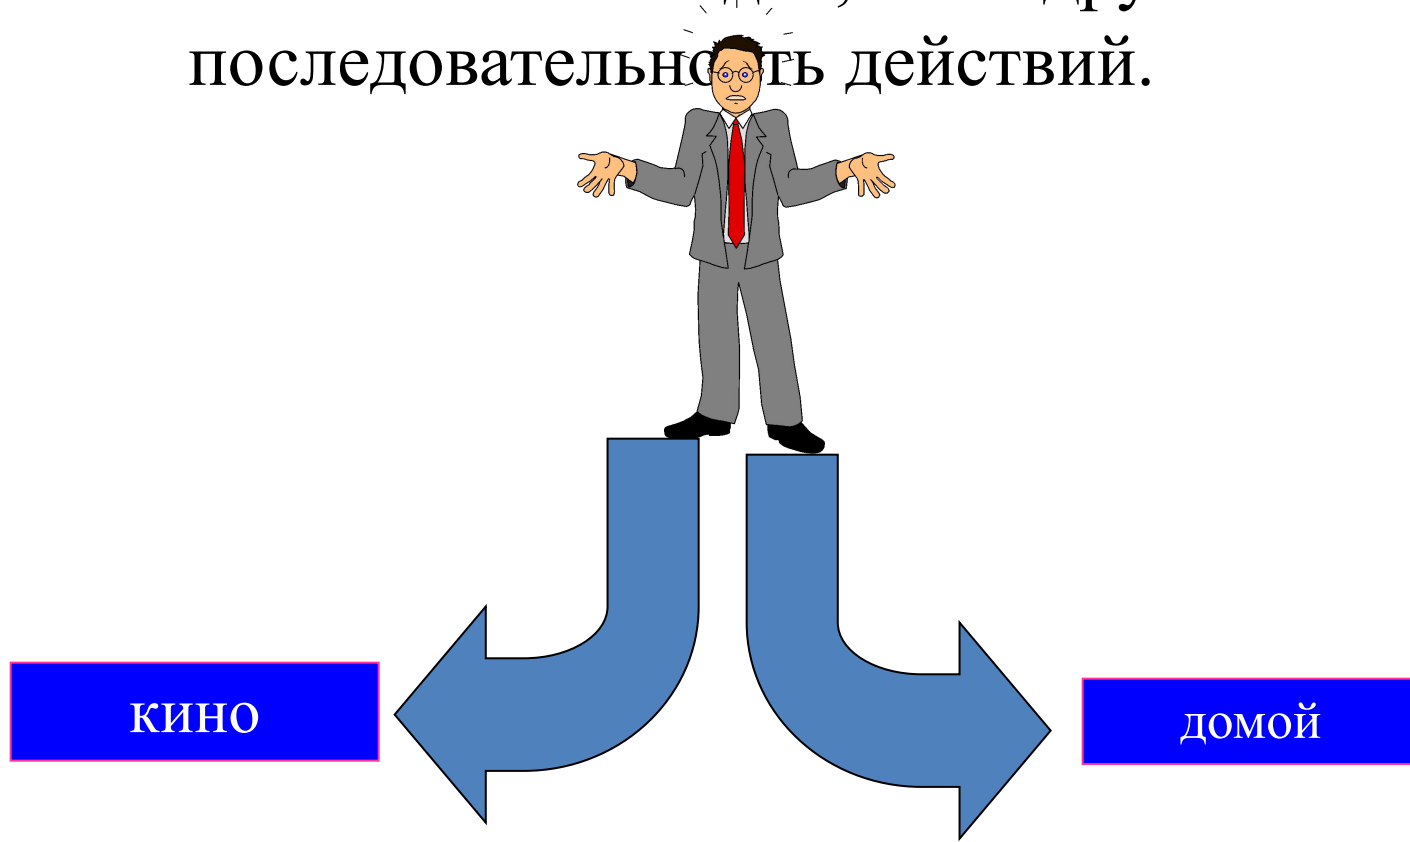 последовательность действий.
кино
домой